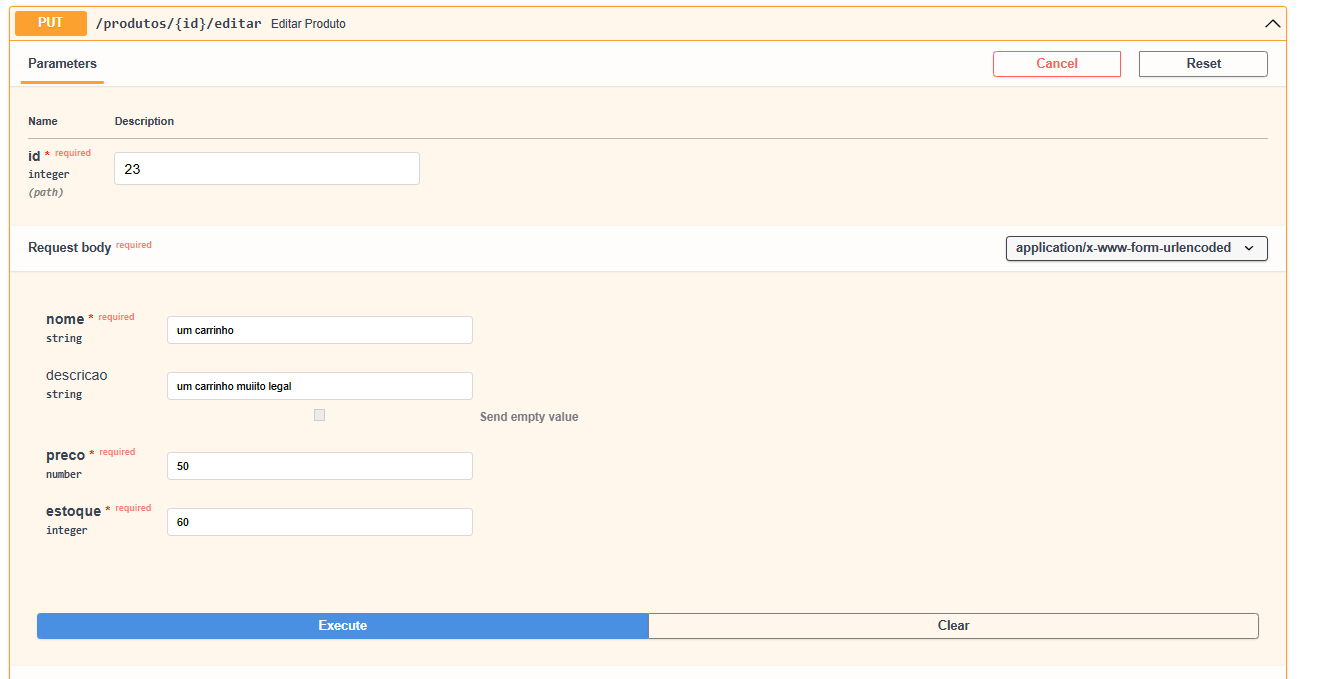 PUT /produtos/{id}/editar Editar Produto
Parameters Cancel Reset
Name Description
id * required
integer
(path)
23
Request body required application/x-www-form-urlencoded
nome * required
string
um carrinho
descricao
string
um carrinho muiito legal
Send empty value
preco * required
number
50
estoque * required
integer
60
Execute Clear